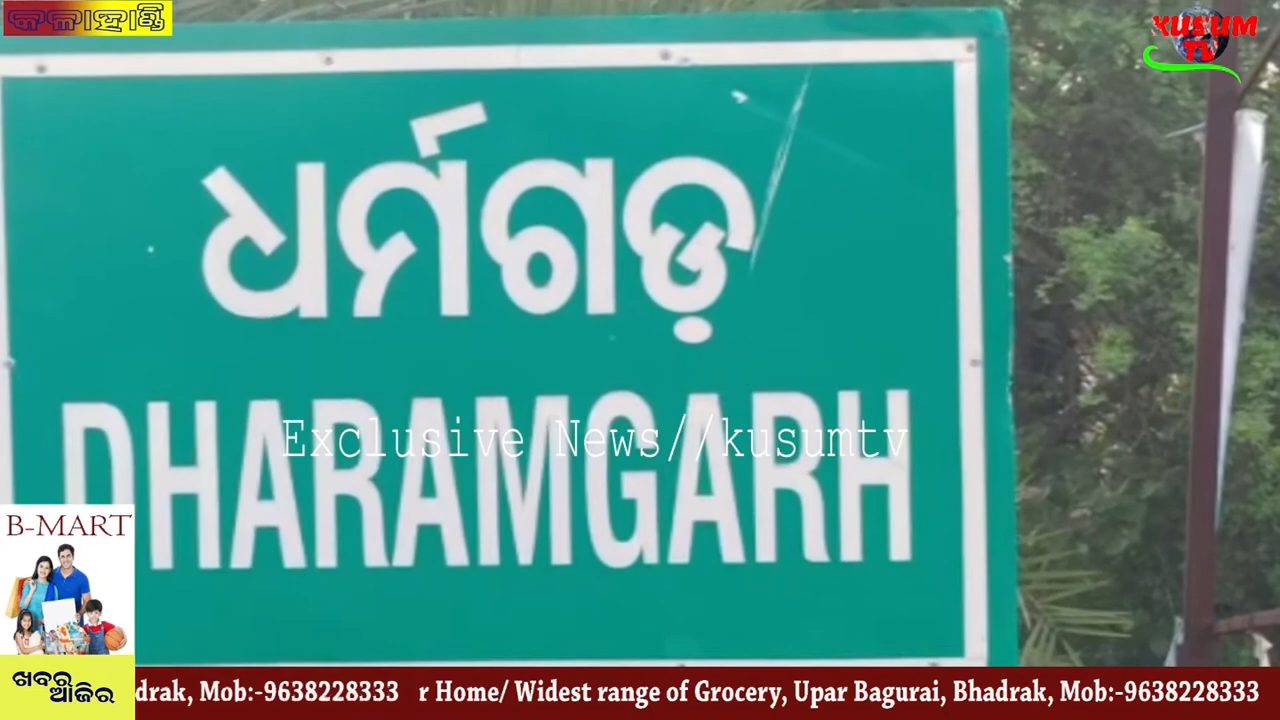 କଳାହାଣ୍ଡି
KUSUM
TV
ଧର୍ମଗଡ଼
DHARAMGARH
Exclusive News//kusumtv
B-MART
ଖବର
ଆଜିର
drak, Mob:-9638228333 r Home/ Widest range of Grocery, Upar Bagurai, Bhadrak, Mob:-9638228333